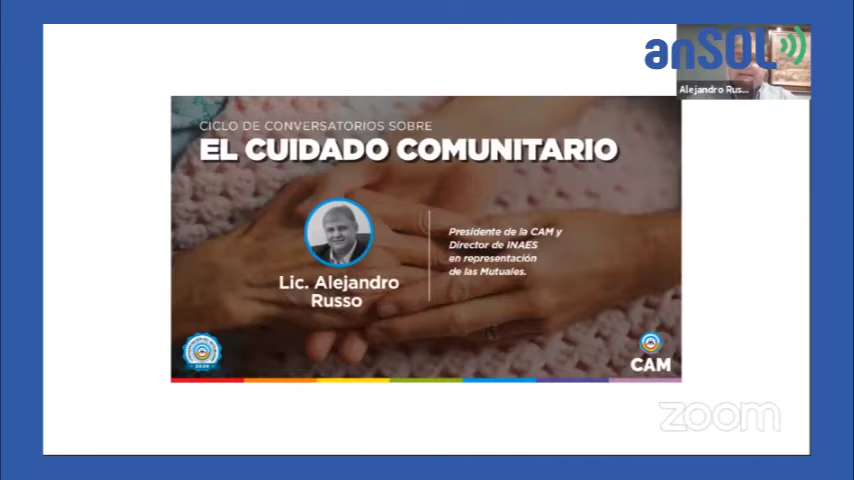 anSOL
Alejandro Rus...
CICLO DE CONVERSATORIOS SOBRE
EL CUIDADO COMUNITARIO
Lic. Alejandro
Russo
Presidente de la CAM y
Director de INAES
en representación
de las Mutuales.
2020
CAM
zoom